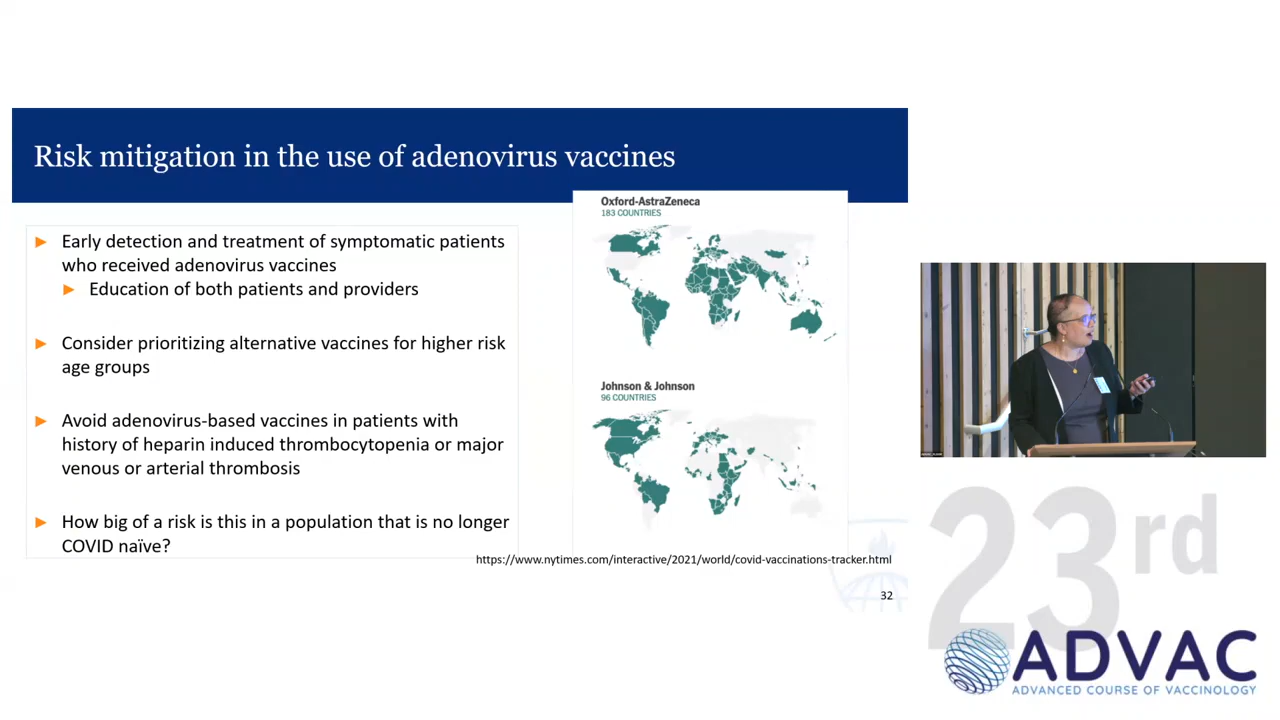 Risk mitigation in the use of adenovirus vaccines
► Early detection and treatment of symptomatic patients
who received adenovirus vaccines
► Education of both patients and providers
► Consider prioritizing alternative vaccines for higher risk
age groups
► Avoid adenovirus-based vaccines in patients with
history of heparin induced thrombocytopenia or major
venous or arterial thrombosis
► How big of a risk is this in a population that is no longer
COVID naïve?
Oxford-AstraZeneca
183 COUNTRIES
Johnson & Johnson
96 COUNTRIES
https://www.nytimes.com/interactive/2021/world/covid-vaccinations-tracker.html
32
23rd
ADVAC
ADVANCED COURSE OF VACCINOLOGY